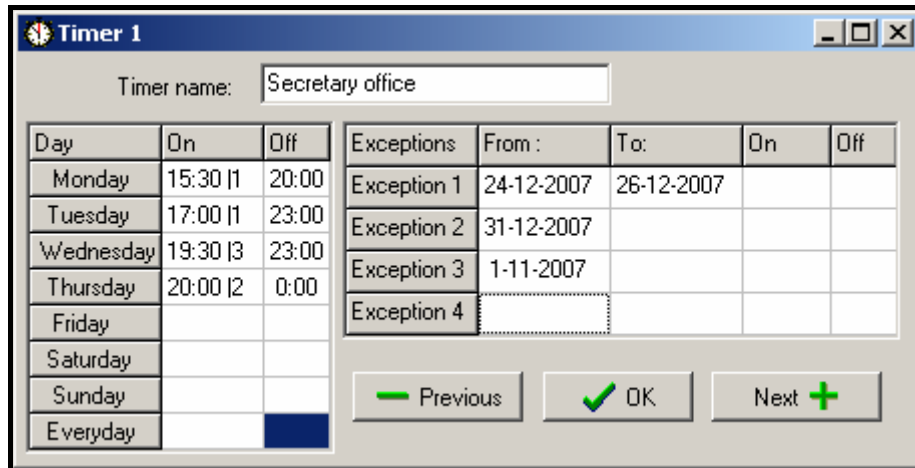 Timer 1
Timer name: Secretary office
Day On Off
Monday 15:30 |1 20:00
Tuesday 17:00 |1 23:00
Wednesday 19:30 |3 23:00
Thursday 20:00 |2 0:00
Friday
Saturday
Sunday
Everyday
Exceptions From : To: On Off
Exception 1 24-12-2007 26-12-2007
Exception 2 31-12-2007
Exception 3 1-11-2007
Exception 4
Previous OK Next